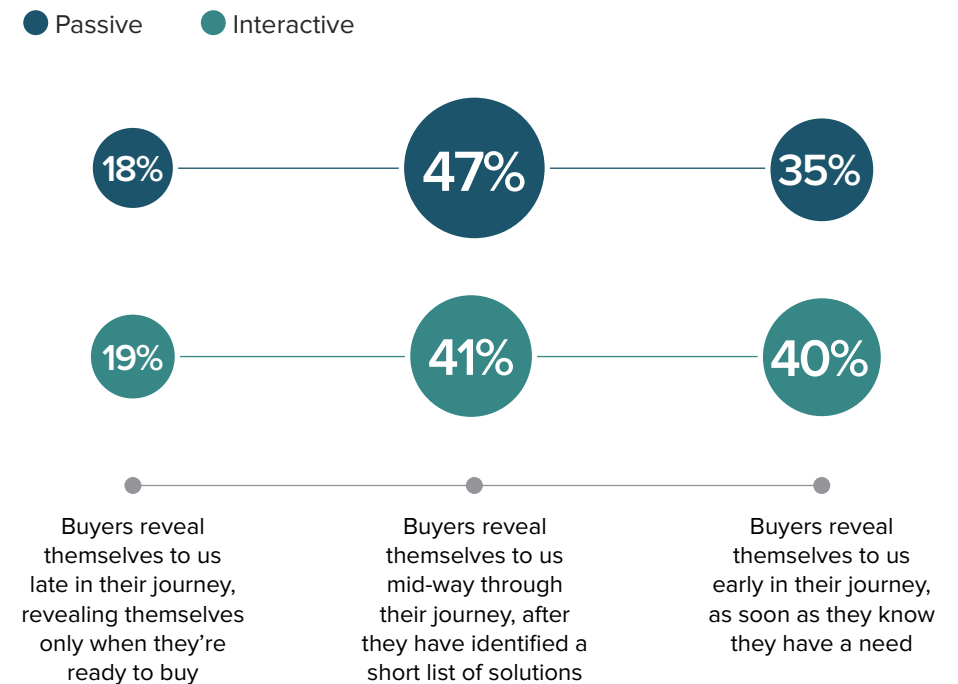 Passive Interactive
18% 47% 35%
19% 41% 40%
Buyers reveal
themselves to us
late in their journey,
revealing themselves
only when they're
ready to buy
Buyers reveal
themselves to us
mid-way through
their journey, after
they have identified a
short list of solutions
Buyers reveal
themselves to us
early in their journey,
as soon as they know
they have a need